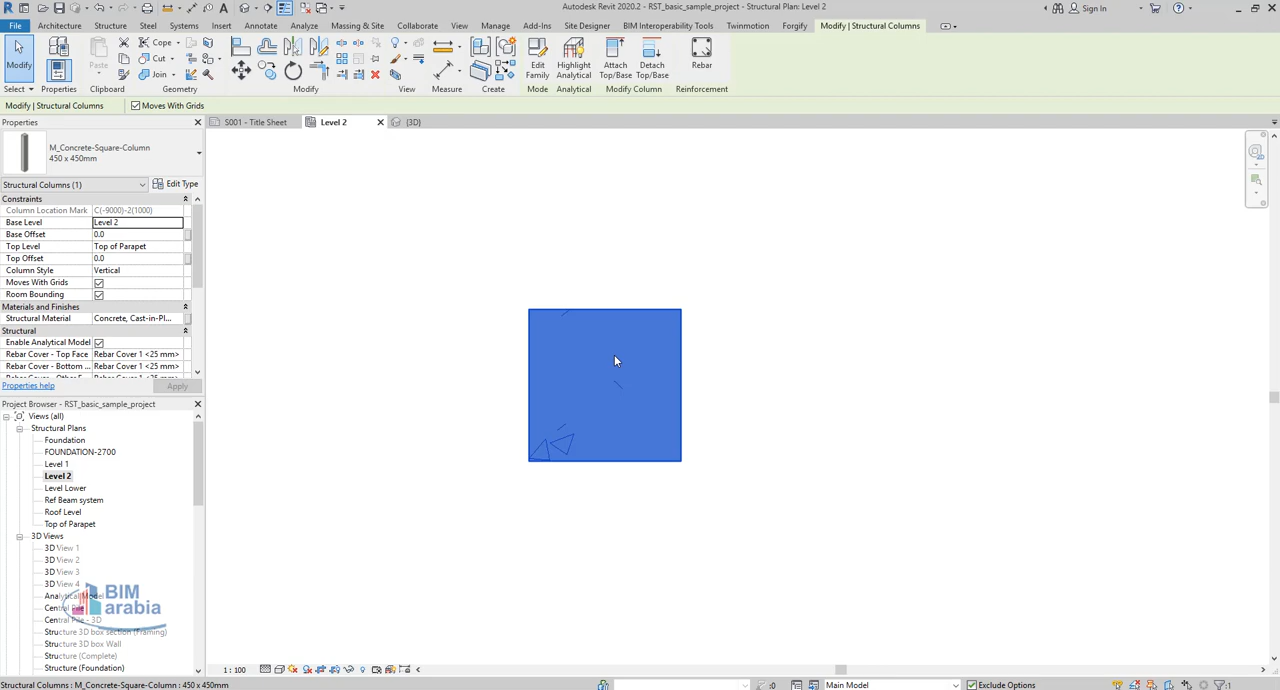 Autodesk Revit 2020.2 - RST_basic_sample_project - Structural Plan: Level 2
Sign In
File Architecture Structure Steel Systems Insert Annotate Analyze Massing & Site Collaborate View Manage Add-Ins Site Designer BIM Interoperability Tools Twinmotion Forgify Modify | Structural Columns
Modify Paste Cope Cut Join Edit Family Highlight Analytical Attach Top/Base Detach Top/Base Rebar
Select Properties Clipboard Geometry Modify View Measure Create Mode Analytical Modify Column Reinforcement
Modify | Structural Columns Moves With Grids
Properties
S001 - Title Sheet Level 2 {3D}
M_Concrete-Square-Column
450 x 450mm
Structural Columns (1) Edit Type
Constraints
Column Location Mark C(-9000)-2(1000)
Base Level Level 2
Base Offset 0.0
Top Level Top of Parapet
Top Offset 0.0
Column Style Vertical
Moves With Grids
Room Bounding
Materials and Finishes
Structural Material Concrete, Cast-in-Pl...
Structural
Enable Analytical Model
Rebar Cover - Top Face Rebar Cover 1 <25 mm>
Rebar Cover - Bottom ... Rebar Cover 1 <25 mm>
Properties help Apply
Project Browser - RST_basic_sample_project
Views (all)
Structural Plans
Foundation
FOUNDATION-2700
Level 1
Level 2
Level Lower
Ref Beam system
Roof Level
Top of Parapet
3D Views
3D View 1
3D View 2
3D View 3
3D View 4
Analytical Model
Central Pile
Central Pile - 3D
Structure 3D box section (Framing)
Structure 3D box Wall
Structure (Foundation)
BIM
arabia
1 : 100
Structural Columns : M_Concrete-Square-Column : 450 x 450mm :0 Main Model Exclude Options :1